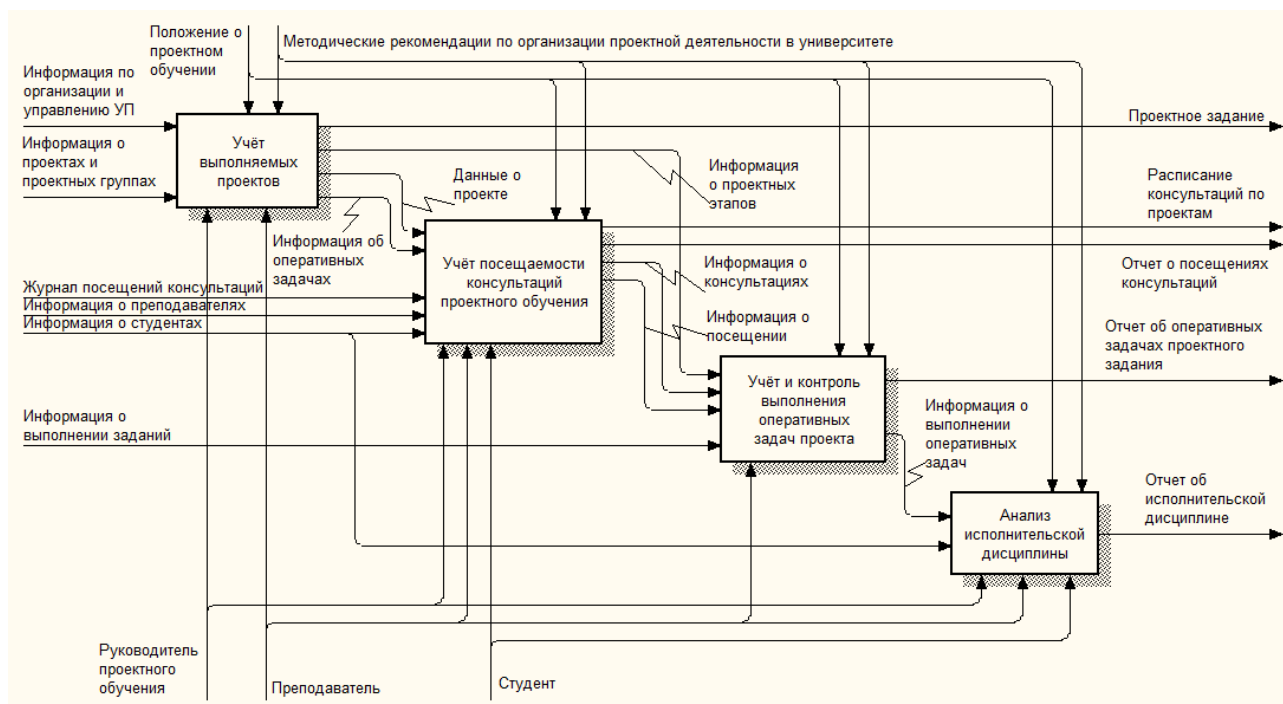 Положение о
проектном
обучении
Методические рекомендации по организации проектной деятельности в университете
Информация по
организации и
управлению УП
Информация о
проектах и
проектных группах
Учёт
выполняемых
проектов
Проектное задание
Данные о
проекте
Информация
о проектных
этапов
Расписание
консультаций по
проектам
Информация об
оперативных
задачах
Журнал посещений консультаций
Информация о преподавателях
Информация о студентах
Учёт посещаемости
консультаций
проектного обучения
Информация о
консультациях
Отчет о посещениях
консультаций
Информация о
посещении
Отчет об оперативных
задачах проектного
задания
Учёт и контроль
выполнения
оперативных
задач проекта
Информация о
выполнении заданий
Информация о
выполнении
оперативных
задач
Отчет об
исполнительской
дисциплине
Анализ
исполнительской
дисциплины
Руководитель
проектного
обучения
Преподаватель
Студент